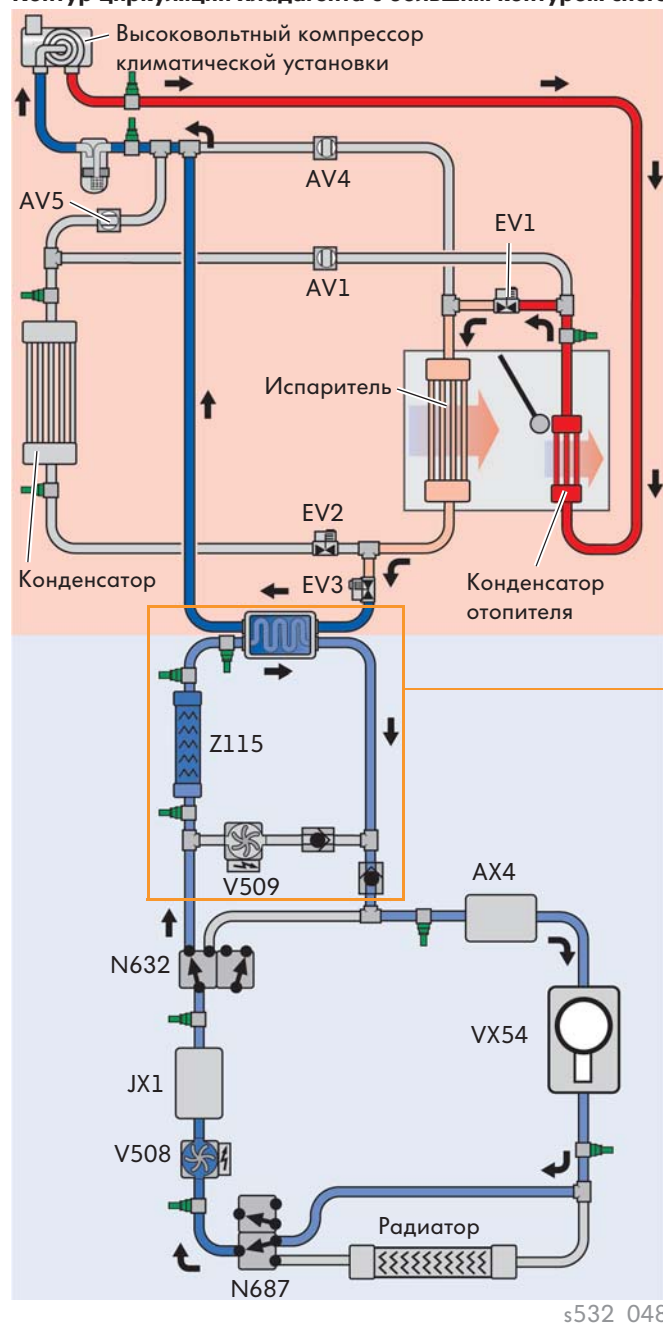 Высоковольтный компрессор
климатической установки
AV4
AV5
EV1
AV1
Испаритель
EV2
Конденсатор
EV3
Конденсатор
отопителя
Z115
V509
AX4
N632
VX54
JX1
V508
Радиатор
N687
s532_048